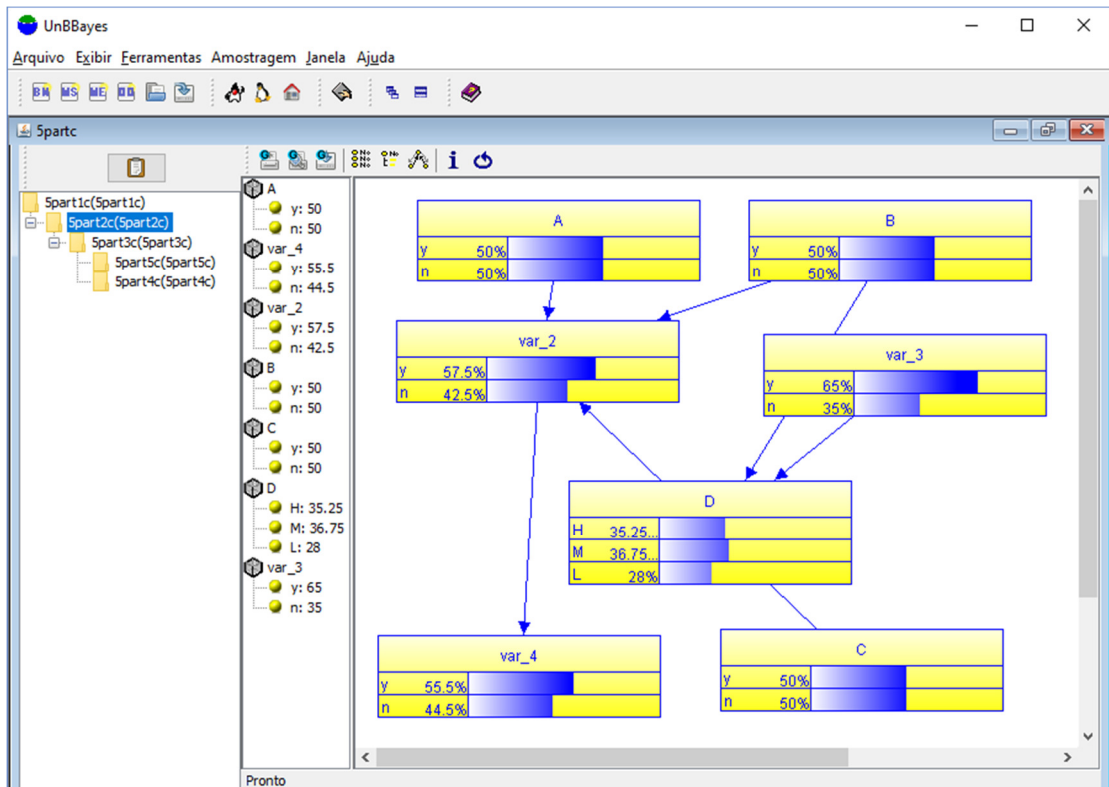 UnBBayes
Arquivo Exibir Ferramentas Amostragem Janela Ajuda
BN MS ME OO
5partc
5part1c(5part1c)
5part2c(5part2c)
5part3c(5part3c)
5part5c(5part5c)
5part4c(5part4c)
A
y: 50
n: 50
var_4
y: 55.5
n: 44.5
var_2
y: 57.5
n: 42.5
B
y: 50
n: 50
C
y: 50
n: 50
D
H: 35.25
M: 36.75
L: 28
var_3
y: 65
n: 35
A
y 50%
n 50%
B
y 50%
n 50%
var_2
y 57.5%
n 42.5%
var_3
y 65%
n 35%
D
H 35.25...
M 36.75...
L 28%
var_4
y 55.5%
n 44.5%
C
y 50%
n 50%
Pronto